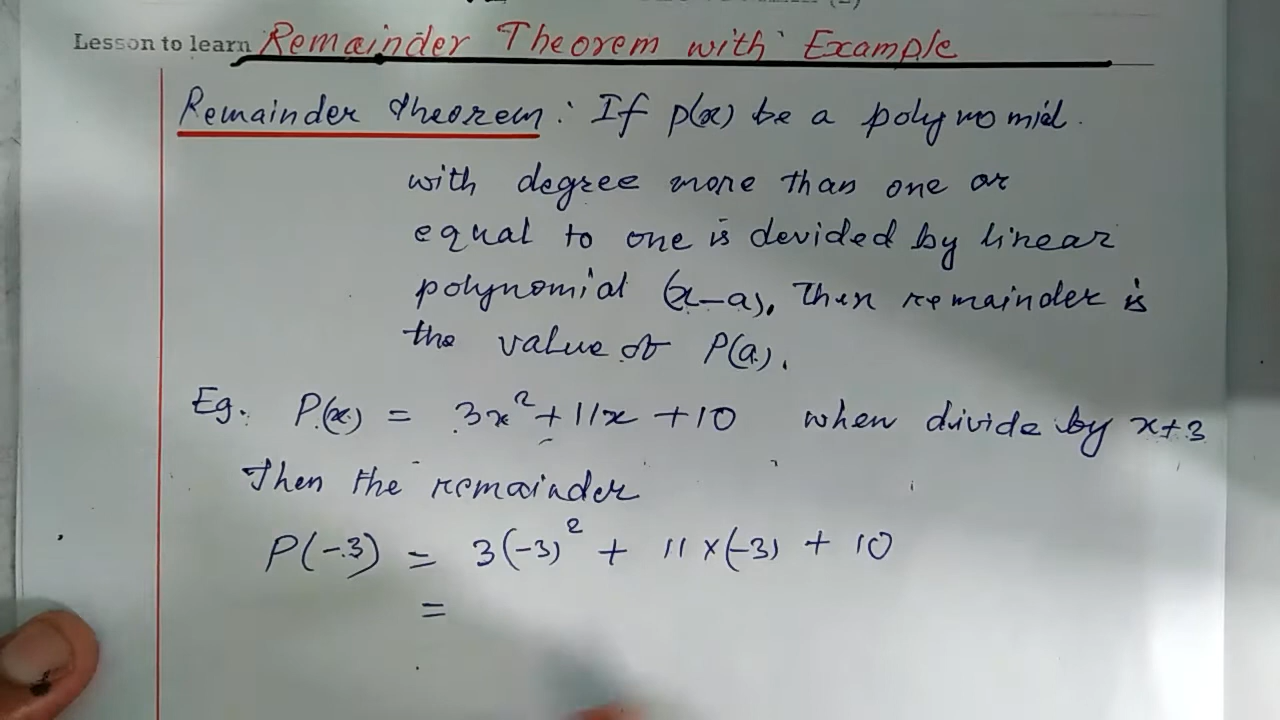 Lesson to learn Remainder Theorem with Example
Remainder theorem: If p(x) be a polynomial.
with degree more than one or
equal to one is devided by linear
polynomial (x-a), Then remainder is
the value of P(a).
Eg. P(x) = 3x² + 11x + 10 when divide by x+3
Then the remainder
P(-3) = 3(-3)² + 11×(-3) + 10
=